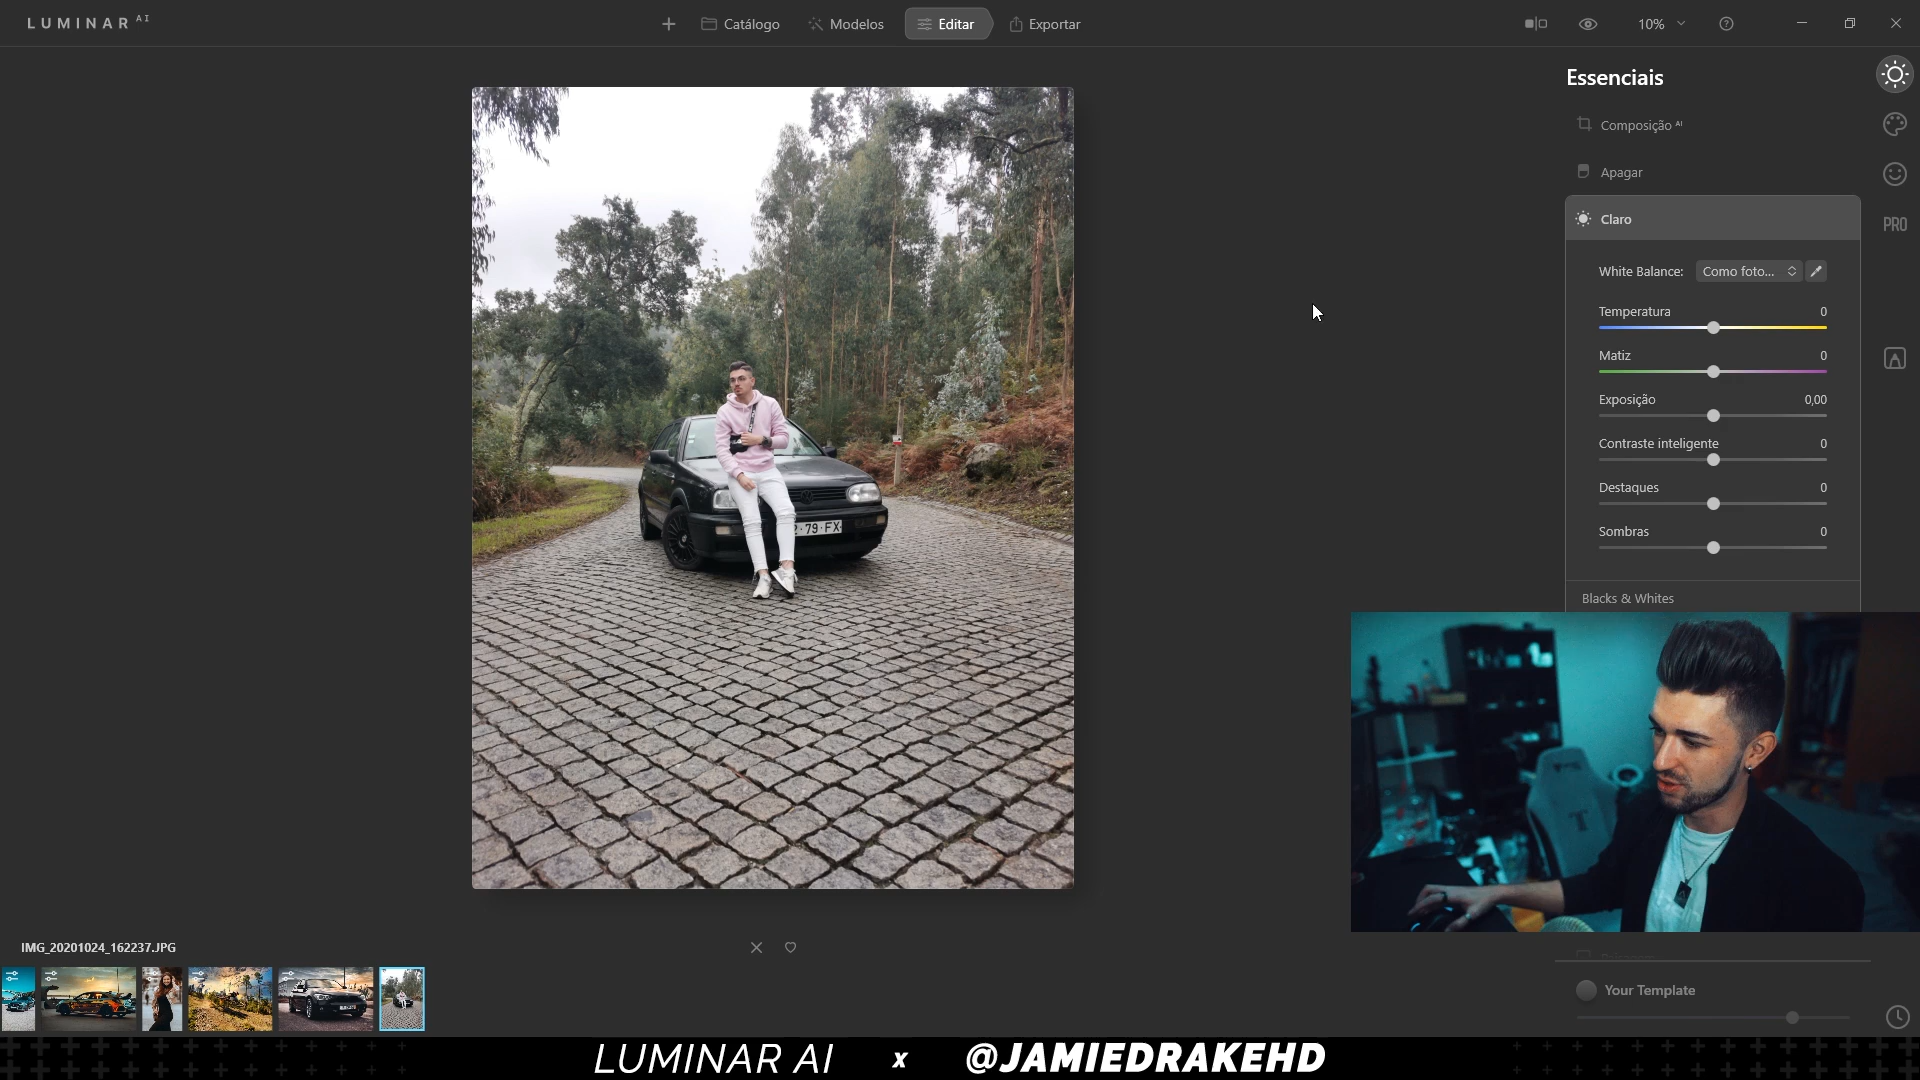 LUMINAR AI
Catálogo
Modelos
Editar
Exportar
10%
Essenciais
Composição AI
Apagar
PRO
Claro
White Balance: Como foto...
Temperatura 0
Matiz 0
Exposição 0,00
Contraste inteligente 0
Destaques 0
Sombras 0
Blacks & Whites
79·FX
IMG_20201024_162237.JPG
Your Template
LUMINAR AI x @JAMIEDRAKEHD